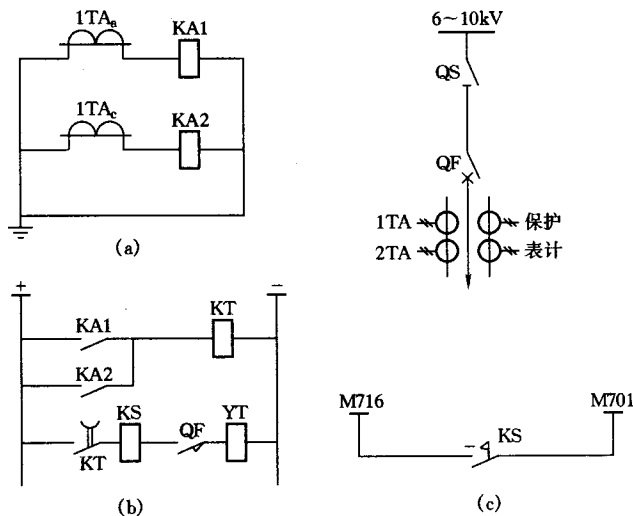 1TAₐ
KA1
1TA꜀
KA2
(a)
6～10kV
QS
QF
1TA
保护
2TA
表计
+
−
KA1
KT
KA2
KS
QF
YT
KT
(b)
M716
M701
KS
(c)